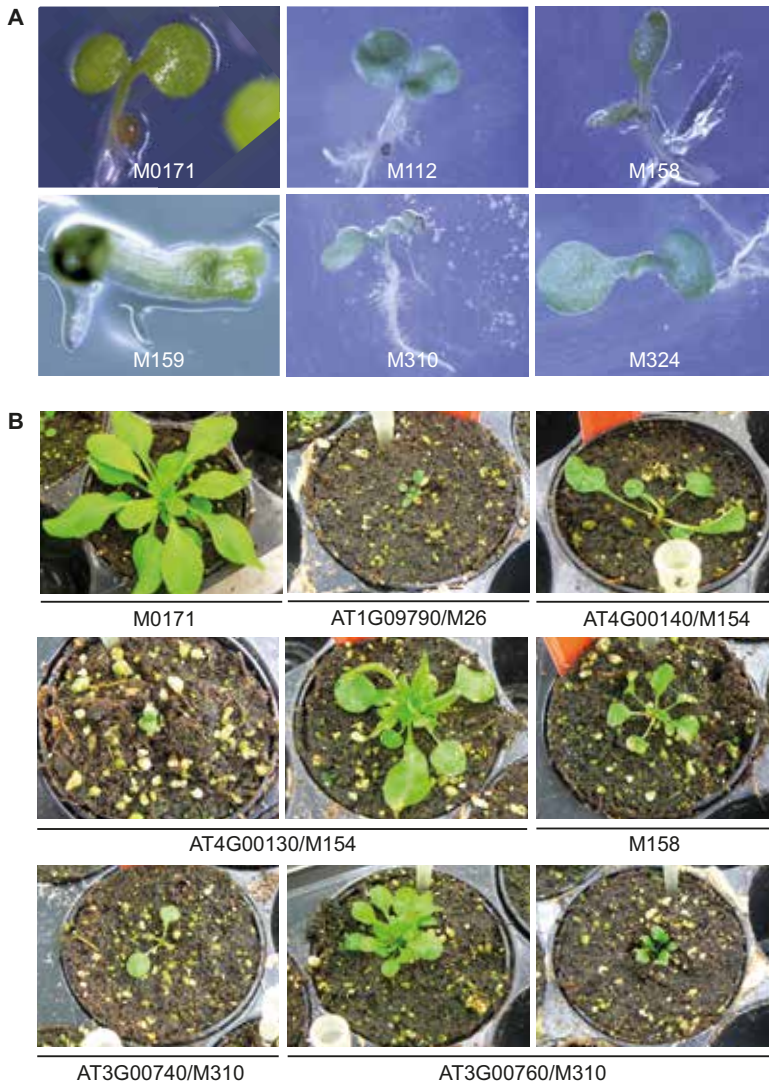 A
M0171 M112 M158
M159 M310 M324
B
M0171 AT1G09790/M26 AT4G00140/M154
AT4G00130/M154 M158
AT3G00740/M310 AT3G00760/M310